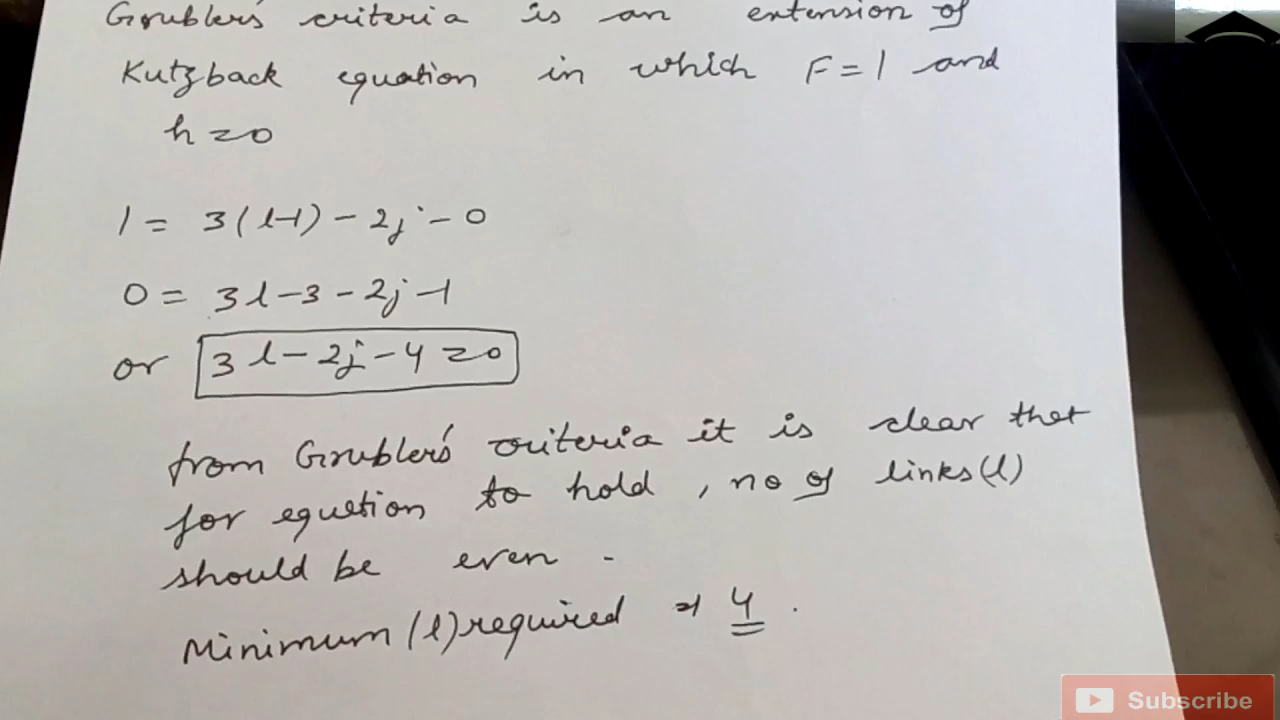 Grubler's criteria is an extension of
Kutzback equation in which F = 1 and
h = 0
1 = 3(l-1) - 2j - 0
0 = 3l - 3 - 2j - 1
or 3l - 2j - 4 = 0
from Grubler's criteria it is clear that
for equetion to hold, no of links(l)
should be even .
Minimum (l) required = 4 .
Subscribe